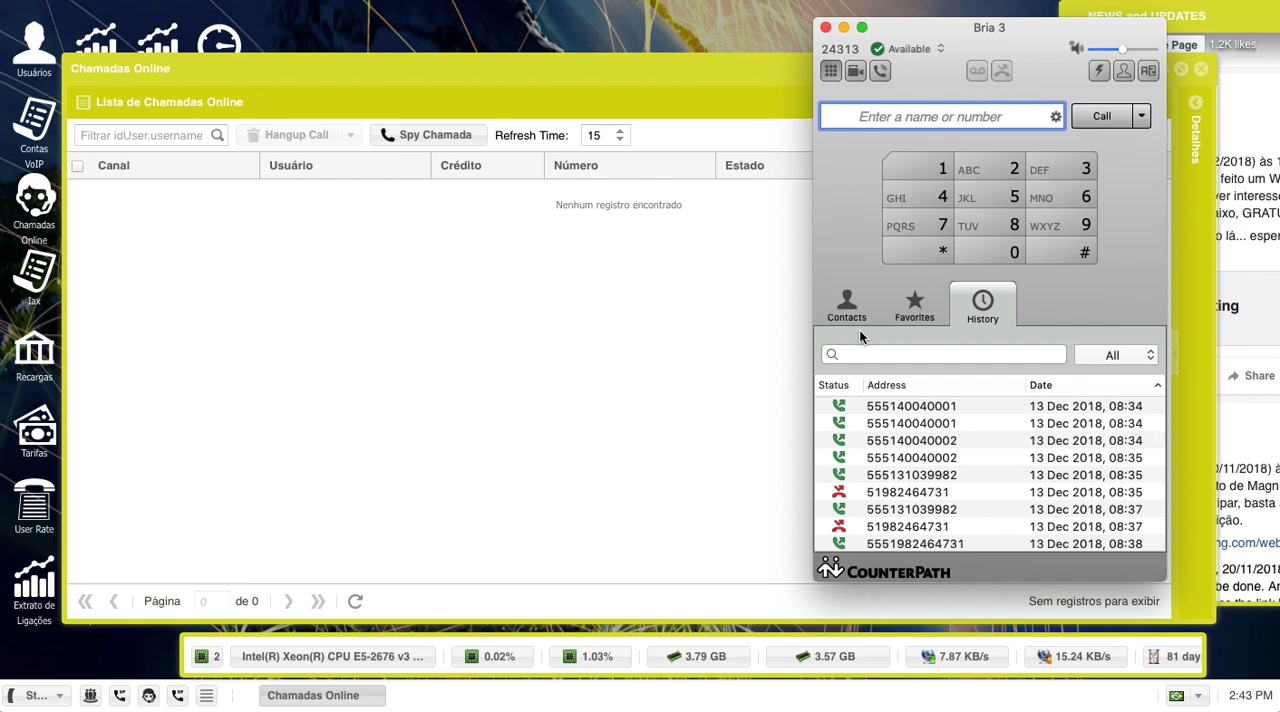 NEWS and UPDATES
Page
1.2K likes
Usuários
Contas
VoIP
Chamadas
Online
Iax
Recargas
Tarifas
User Rate
Extrato de
Ligações
Chamadas Online
Lista de Chamadas Online
Filtrar idUser.username
Hangup Call
Spy Chamada
Refresh Time:
15
Canal
Usuário
Crédito
Número
Estado
Nenhum registro encontrado
Página
0
de 0
Sem registros para exibir
Detalhes
Bria 3
24313
Available
Enter a name or number
Call
1
ABC 2
DEF 3
GHI 4
JKL 5
MNO 6
PQRS 7
TUV 8
WXYZ 9
*
0
#
Contacts
Favorites
History
All
Status Address Date
555140040001 13 Dec 2018, 08:34
555140040001 13 Dec 2018, 08:34
555140040002 13 Dec 2018, 08:34
555140040002 13 Dec 2018, 08:35
555131039982 13 Dec 2018, 08:35
51982464731 13 Dec 2018, 08:35
555131039982 13 Dec 2018, 08:37
51982464731 13 Dec 2018, 08:37
5551982464731 13 Dec 2018, 08:38
COUNTERPATH
2/2018) às 1
feito um W
ver interesse
aixo, GRATU
o lá... esper
ting
Share
/11/2018) à
to de Magn
ipar, basta a
ição.
ng.com/web
, 20/11/2018
be done. Ar
2
Intel(R) Xeon(R) CPU E5-2676 v3 ...
0.02%
1.03%
3.79 GB
3.57 GB
7.87 KB/s
15.24 KB/s
81 day
St...
Chamadas Online
2:43 PM